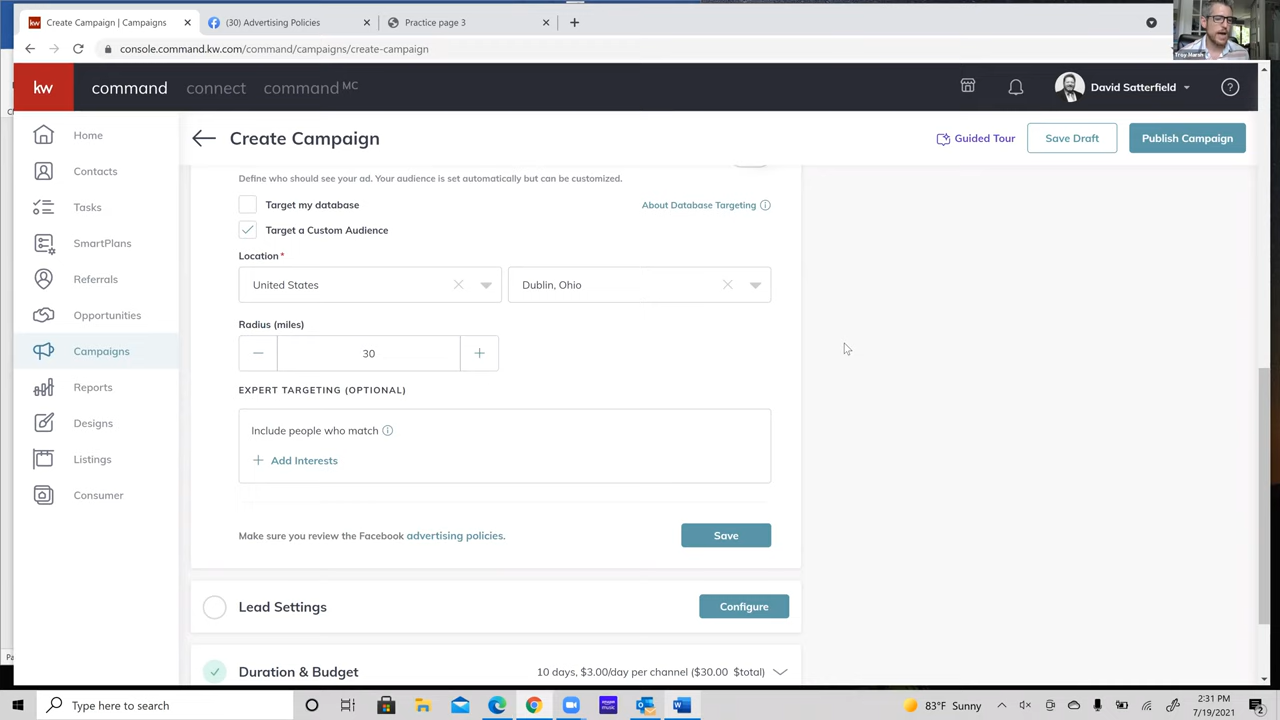 Create Campaign | Campaigns
(30) Advertising Policies
Practice page 3
console.command.kw.com/command/campaigns/create-campaign
Troy Marsh
kw command connect command MC
David Satterfield
Create Campaign
Guided Tour
Save Draft
Publish Campaign
Home
Contacts
Tasks
SmartPlans
Referrals
Opportunities
Campaigns
Reports
Designs
Listings
Consumer
Define who should see your ad. Your audience is set automatically but can be customized.
Target my database
About Database Targeting
Target a Custom Audience
Location*
United States
Dublin, Ohio
Radius (miles)
30
EXPERT TARGETING (OPTIONAL)
Include people who match
Add Interests
Make sure you review the Facebook advertising policies.
Save
Lead Settings
Configure
Duration & Budget
10 days, $3.00/day per channel ($30.00 $total)
Type here to search
amazon music
83°F Sunny
2:31 PM
7/19/2021
2